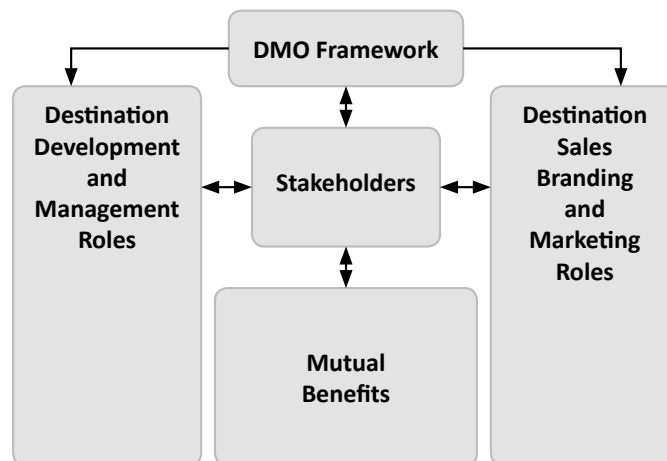 DMO Framework
Destination
Development
and
Management
Roles
Stakeholders
Destination
Sales
Branding
and
Marketing
Roles
Mutual
Benefits